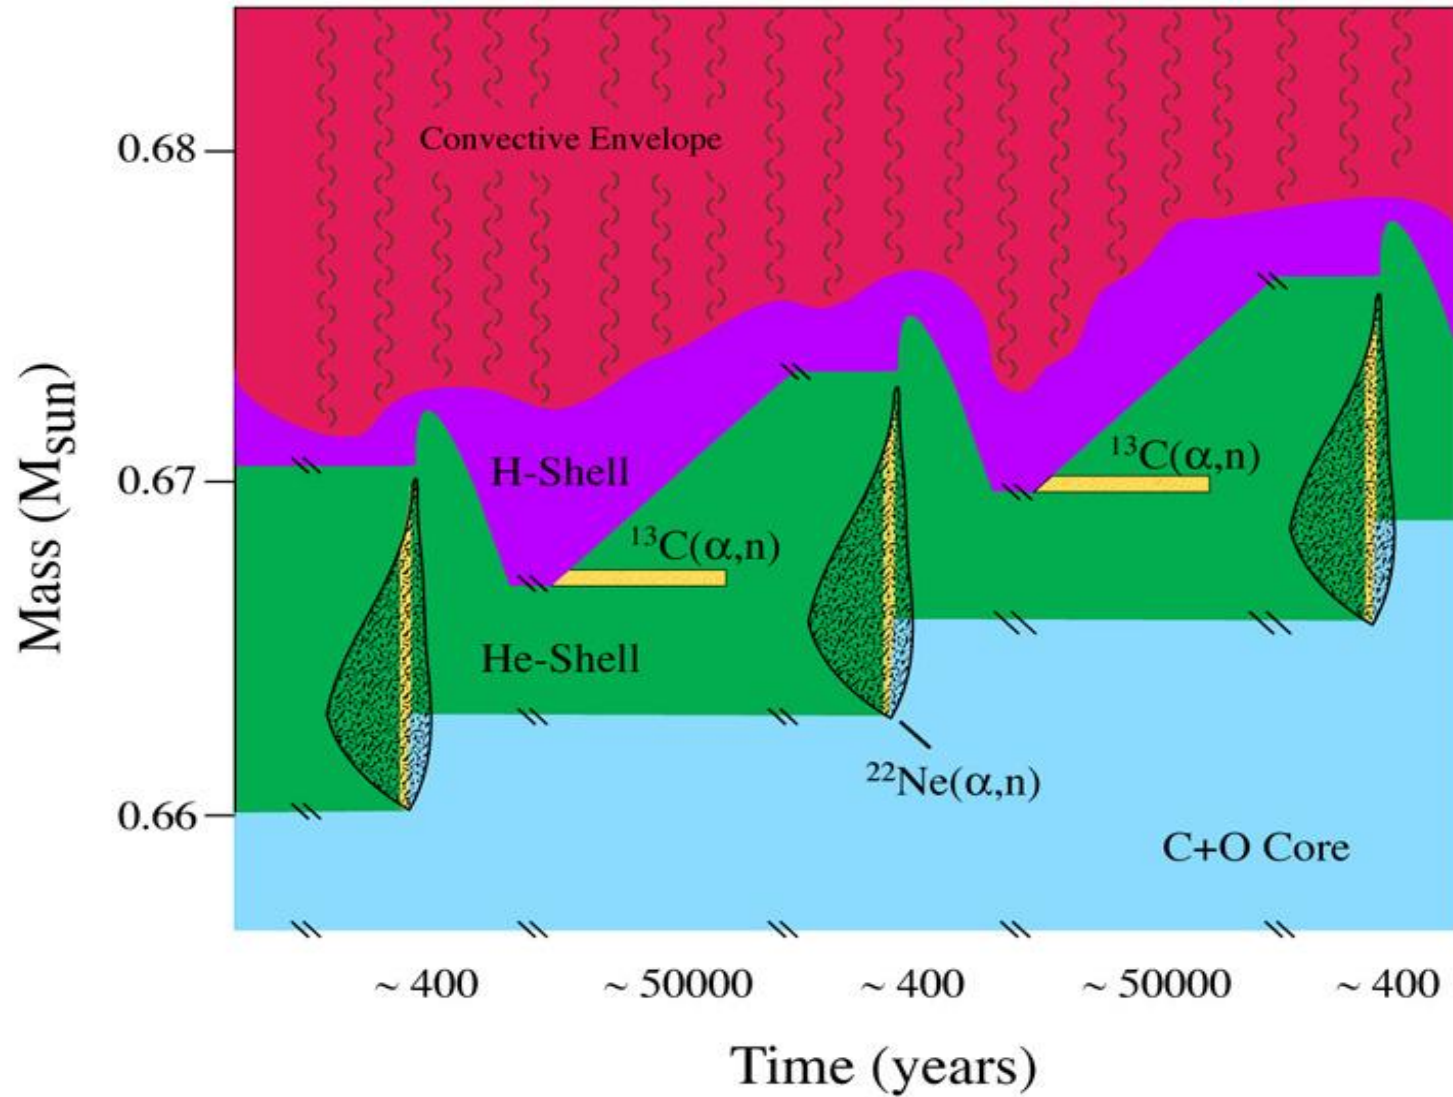 Convective Envelope
0.68
Mass (M_sun)
0.67
H-Shell
¹³C(α,n)
¹³C(α,n)
He-Shell
²²Ne(α,n)
0.66
C+O Core
~ 400
~ 50000
~ 400
~ 50000
~ 400
Time (years)